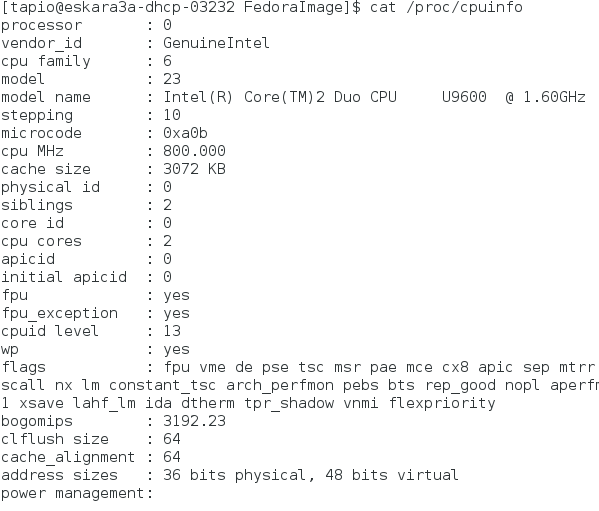 [tapio@eskara3a-dhcp-03232 FedoraImage]$ cat /proc/cpuinfo
processor       : 0
vendor_id       : GenuineIntel
cpu family      : 6
model           : 23
model name      : Intel(R) Core(TM)2 Duo CPU     U9600  @ 1.60GHz
stepping        : 10
microcode       : 0xa0b
cpu MHz         : 800.000
cache size      : 3072 KB
physical id     : 0
siblings        : 2
core id         : 0
cpu cores       : 2
apicid          : 0
initial apicid  : 0
fpu             : yes
fpu_exception   : yes
cpuid level     : 13
wp              : yes
flags           : fpu vme de pse tsc msr pae mce cx8 apic sep mtrr
scall nx lm constant_tsc arch_perfmon pebs bts rep_good nopl aperfm
1 xsave lahf_lm ida dtherm tpr_shadow vnmi flexpriority
bogomips        : 3192.23
clflush size    : 64
cache_alignment : 64
address sizes   : 36 bits physical, 48 bits virtual
power management: